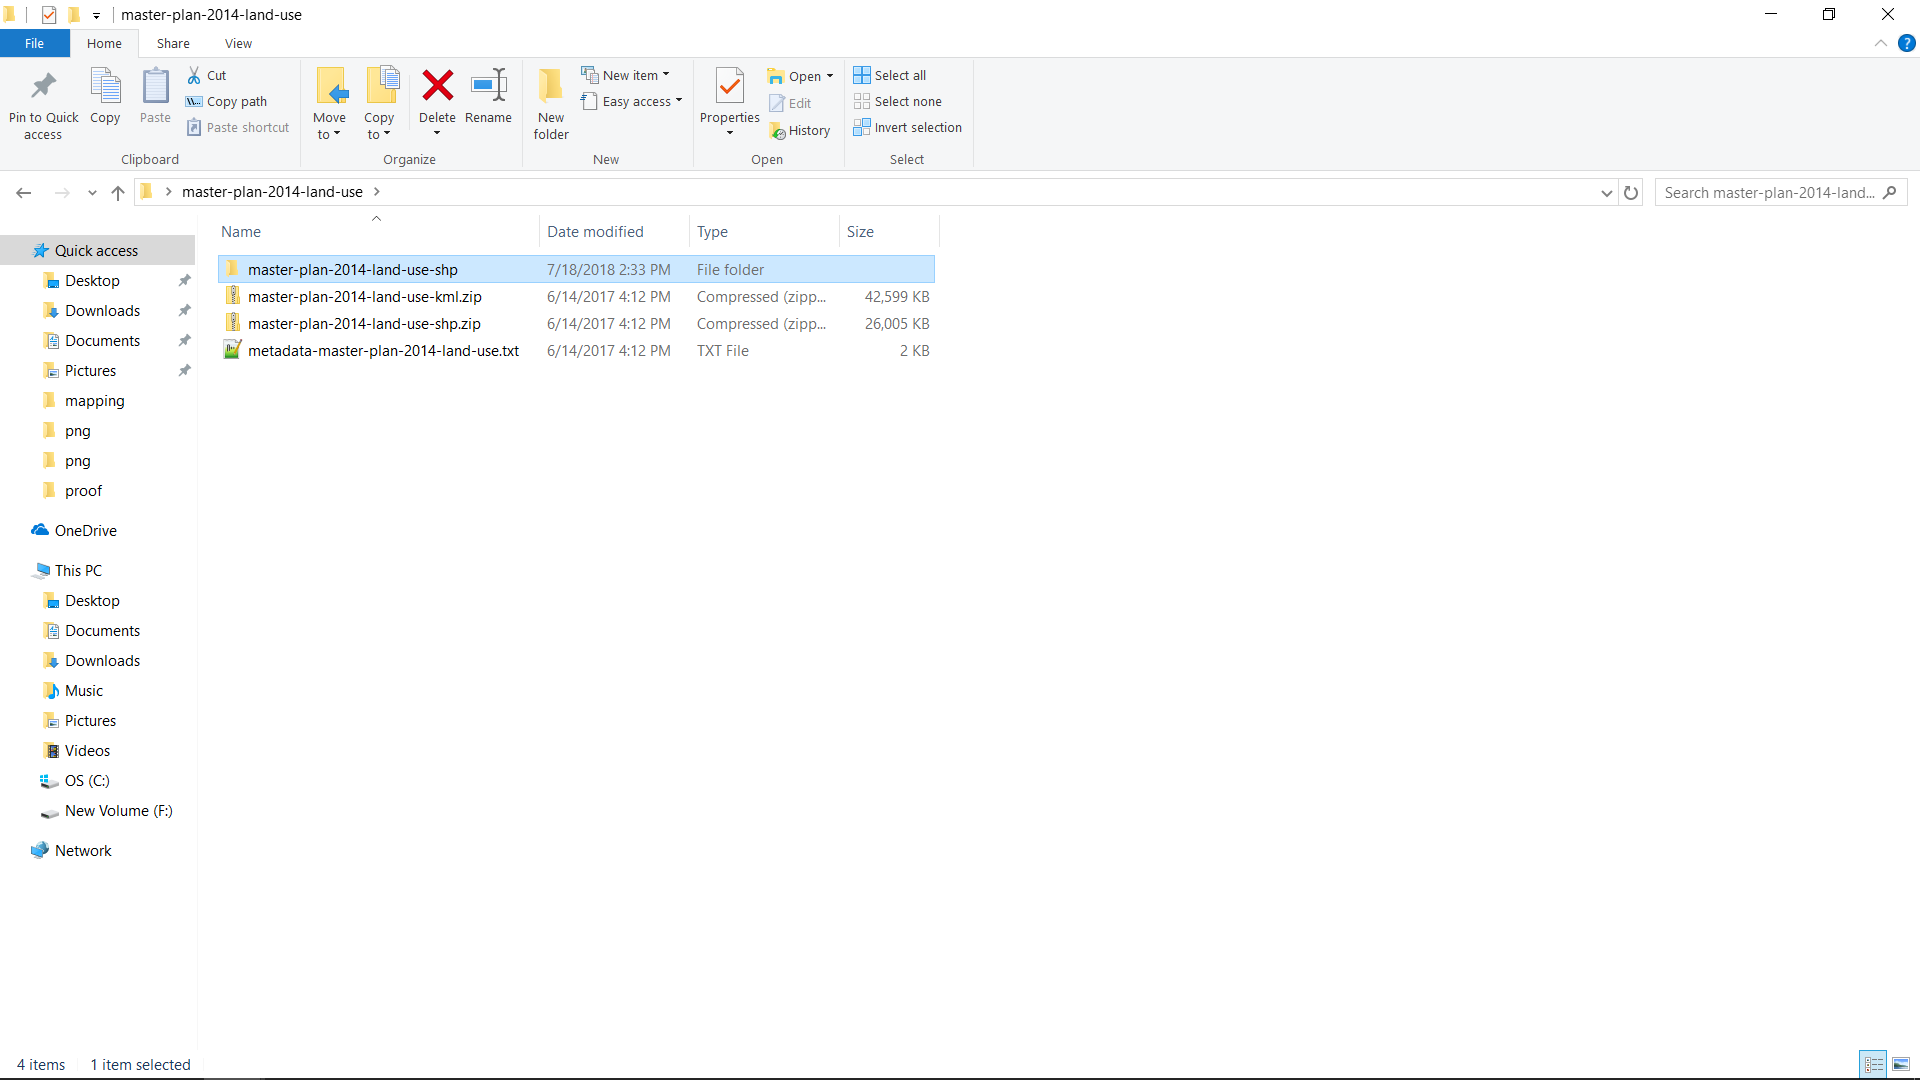 master-plan-2014-land-use
File Home Share View
Pin to Quick access
Copy
Paste
Cut
Copy path
Paste shortcut
Clipboard
Move to
Copy to
Delete
Rename
Organize
New folder
New item
Easy access
New
Properties
Open
Edit
History
Open
Select all
Select none
Invert selection
Select
master-plan-2014-land-use
Search master-plan-2014-land...
Name Date modified Type Size
master-plan-2014-land-use-shp 7/18/2018 2:33 PM File folder
master-plan-2014-land-use-kml.zip 6/14/2017 4:12 PM Compressed (zipp... 42,599 KB
master-plan-2014-land-use-shp.zip 6/14/2017 4:12 PM Compressed (zipp... 26,005 KB
metadata-master-plan-2014-land-use.txt 6/14/2017 4:12 PM TXT File 2 KB
Quick access
Desktop
Downloads
Documents
Pictures
mapping
png
png
proof
OneDrive
This PC
Desktop
Documents
Downloads
Music
Pictures
Videos
OS (C:)
New Volume (F:)
Network
4 items 1 item selected